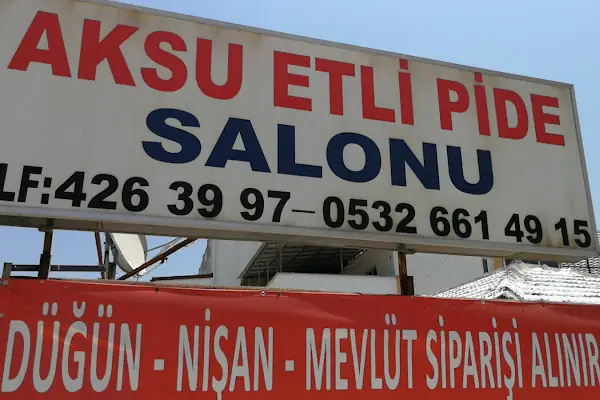 AKSU ETLİ PİDE
SALONU
LF:426 39 97–0532 661 49 15
DÜĞÜN - NİŞAN - MEVLÜT SİPARİŞİ ALINIR